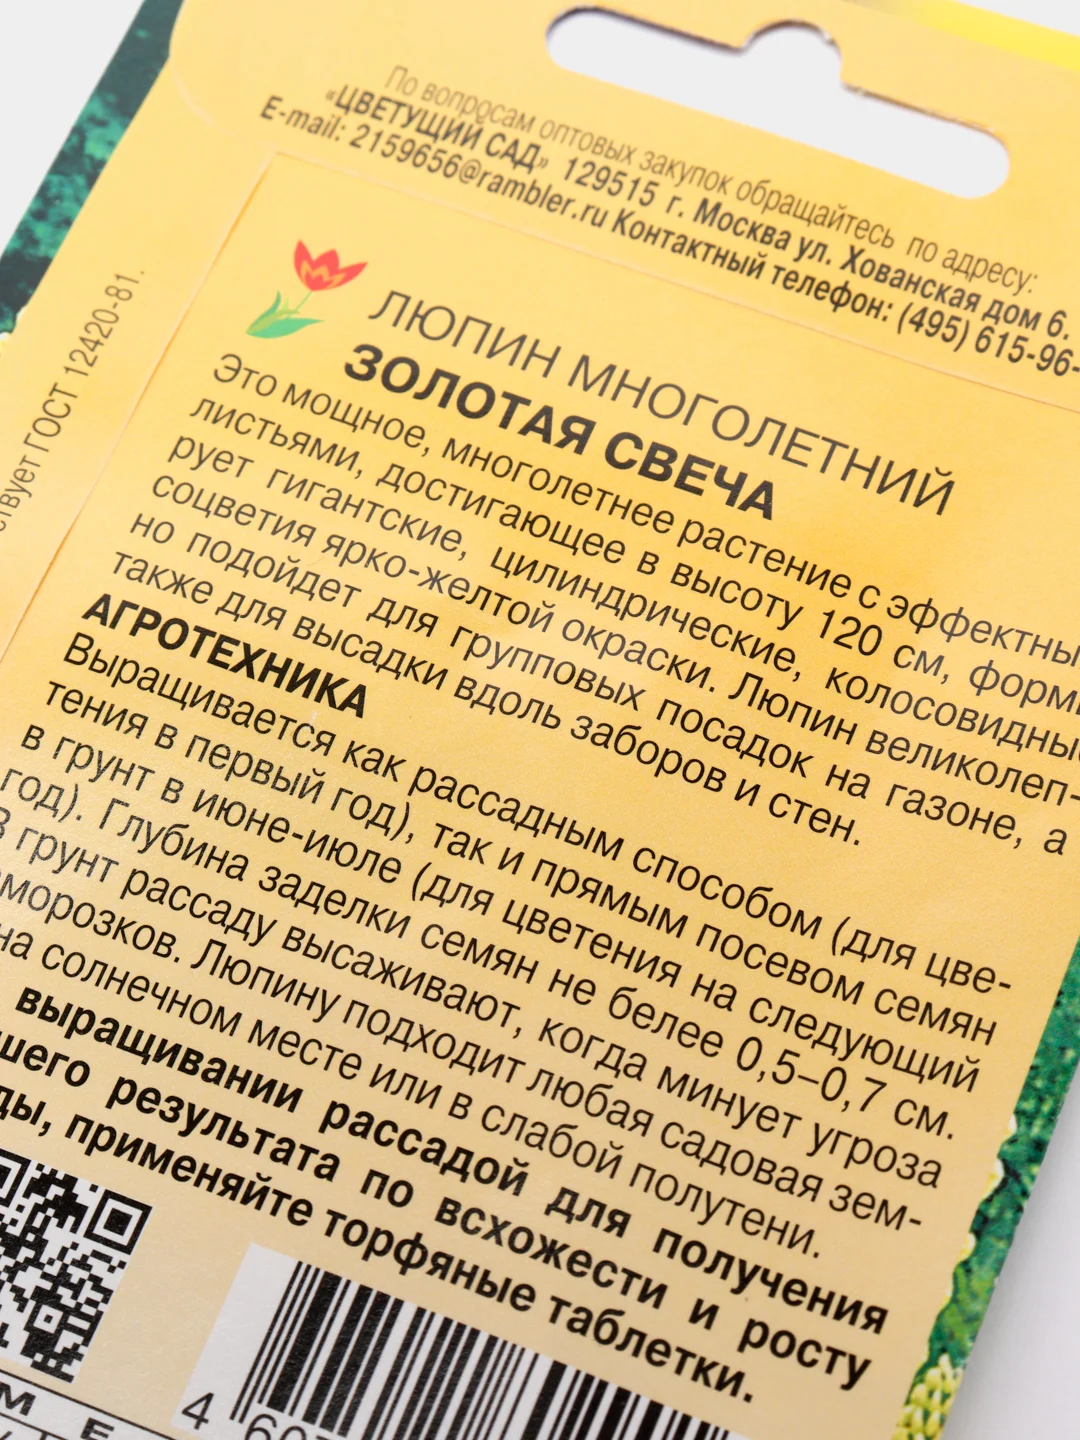 По вопросам оптовых закупок обращайтесь по адресу:
«ЦВЕТУЩИЙ САД» 129515 г. Москва ул. Хованская дом 6.
E-mail: 2159656@rambler.ru Контактный телефон: (495) 615-96-
ГОСТ 12420-81.
ЛЮПИН МНОГОЛЕТНИЙ
ЗОЛОТАЯ СВЕЧА
Это мощное, многолетнее растение с эффектны
листьями, достигающее в высоту 120 см, форми
рует гигантские, цилиндрические, колосовидные
соцветия ярко-желтой окраски. Люпин великолеп-
но подойдет для групповых посадок на газоне, а
также для высадки вдоль заборов и стен.
АГРОТЕХНИКА
Выращивается как рассадным способом (для цве-
тения в первый год), так и прямым посевом семян
в грунт в июне-июле (для цветения на следующий
год). Глубина заделки семян не белее 0,5–0,7 см.
В грунт рассаду высаживают, когда минует угроза
морозков. Люпину подходит любая садовая зем-
на солнечном месте или в слабой полутени.
выращивании рассадой для получения
шего результата по всхожести и росту
ды, применяйте торфяные таблетки.
4